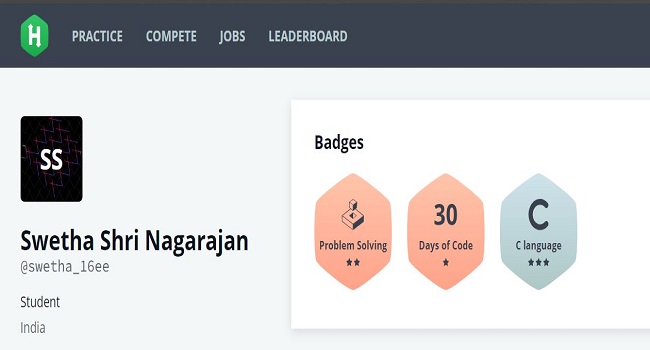 H
PRACTICE COMPETE JOBS LEADERBOARD
SS
Swetha Shri Nagarajan
@swetha_16ee
Student
India
Badges
Problem Solving
30
Days of Code
C
C language